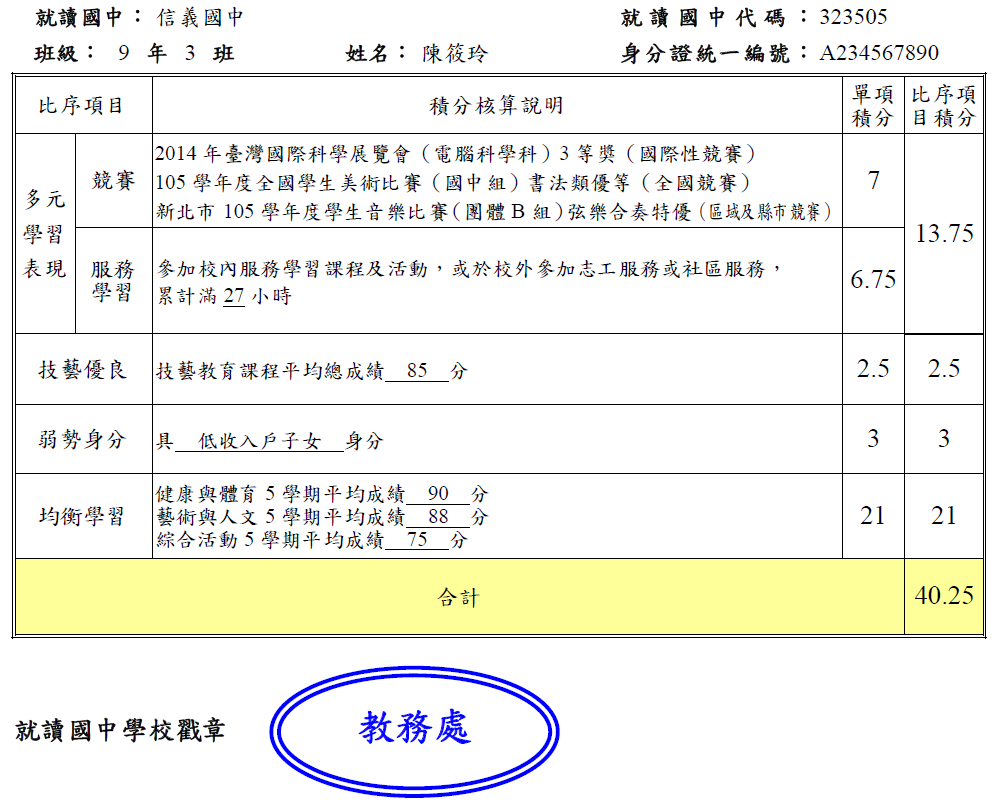 就讀國中：信義國中 就讀國中代碼：323505
班級： 9 年 3 班 姓名：陳筱玲 身分證統一編號：A234567890
比序項目 積分核算說明 單項積分 比序項目積分
多元學習表現
競賽
2014 年臺灣國際科學展覽會（電腦科學科）3 等獎（國際性競賽）
105 學年度全國學生美術比賽（國中組）書法類優等（全國競賽）
新北市 105 學年度學生音樂比賽（團體 B 組）弦樂合奏特優（區域及縣市競賽）
7
13.75
服務學習
參加校內服務學習課程及活動，或於校外參加志工服務或社區服務，
累計滿 27 小時
6.75
技藝優良 技藝教育課程平均總成績 85 分 2.5 2.5
弱勢身分 具 低收入戶子女 身分 3 3
均衡學習
健康與體育 5 學期平均成績 90 分
藝術與人文 5 學期平均成績 88 分
綜合活動 5 學期平均成績 75 分
21 21
合計 40.25
就讀國中學校戳章 教務處